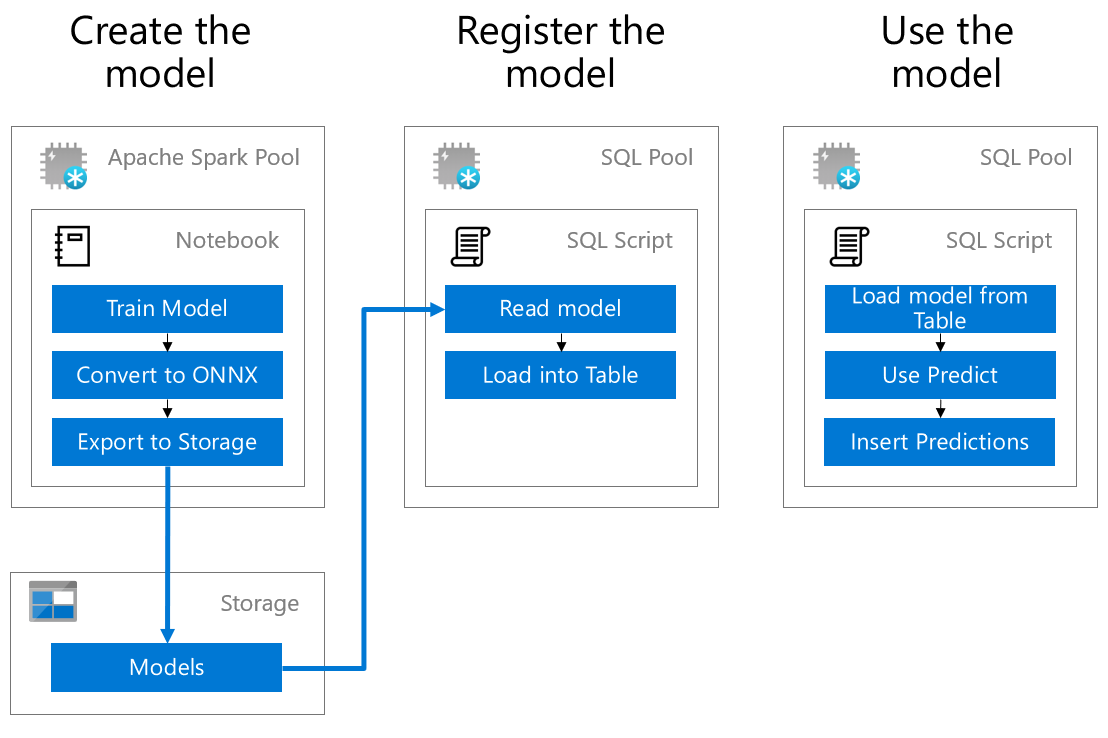 Create the
model
Register the
model
Use the
model
Apache Spark Pool
Notebook
Train Model
Convert to ONNX
Export to Storage
Storage
Models
SQL Pool
SQL Script
Read model
Load into Table
SQL Pool
SQL Script
Load model from
Table
Use Predict
Insert Predictions